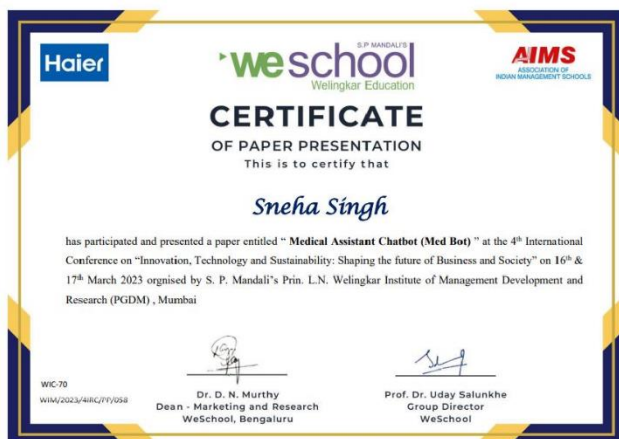 Haier
S.P. MANDALI'S
we school
Welingkar Education
AIMS
ASSOCIATION OF
INDIAN MANAGEMENT SCHOOLS
CERTIFICATE
OF PAPER PRESENTATION
This is to certify that
Sneha Singh
has participated and presented a paper entitled “ Medical Assistant Chatbot (Med Bot) ” at the 4th International
Conference on “Innovation, Technology and Sustainability: Shaping the future of Business and Society” on 16th &
17th March 2023 orgnised by S. P. Mandali’s Prin. L.N. Welingkar Institute of Management Development and
Research (PGDM) , Mumbai
WIC-70
WIM/2023/4IRC/PP/058
Dr. D. N. Murthy
Dean - Marketing and Research
WeSchool, Bengaluru
Prof. Dr. Uday Salunkhe
Group Director
WeSchool